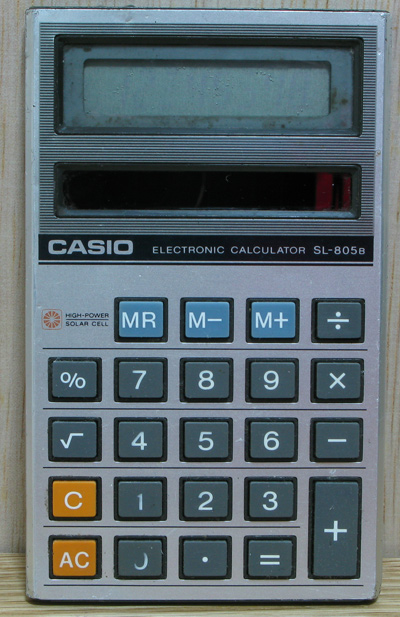 CASIO ELECTRONIC CALCULATOR SL-805B
HIGH-POWER
SOLAR CELL
MR M− M+ ÷
% 7 8 9 ×
√ 4 5 6 −
C 1 2 3
+
AC · =